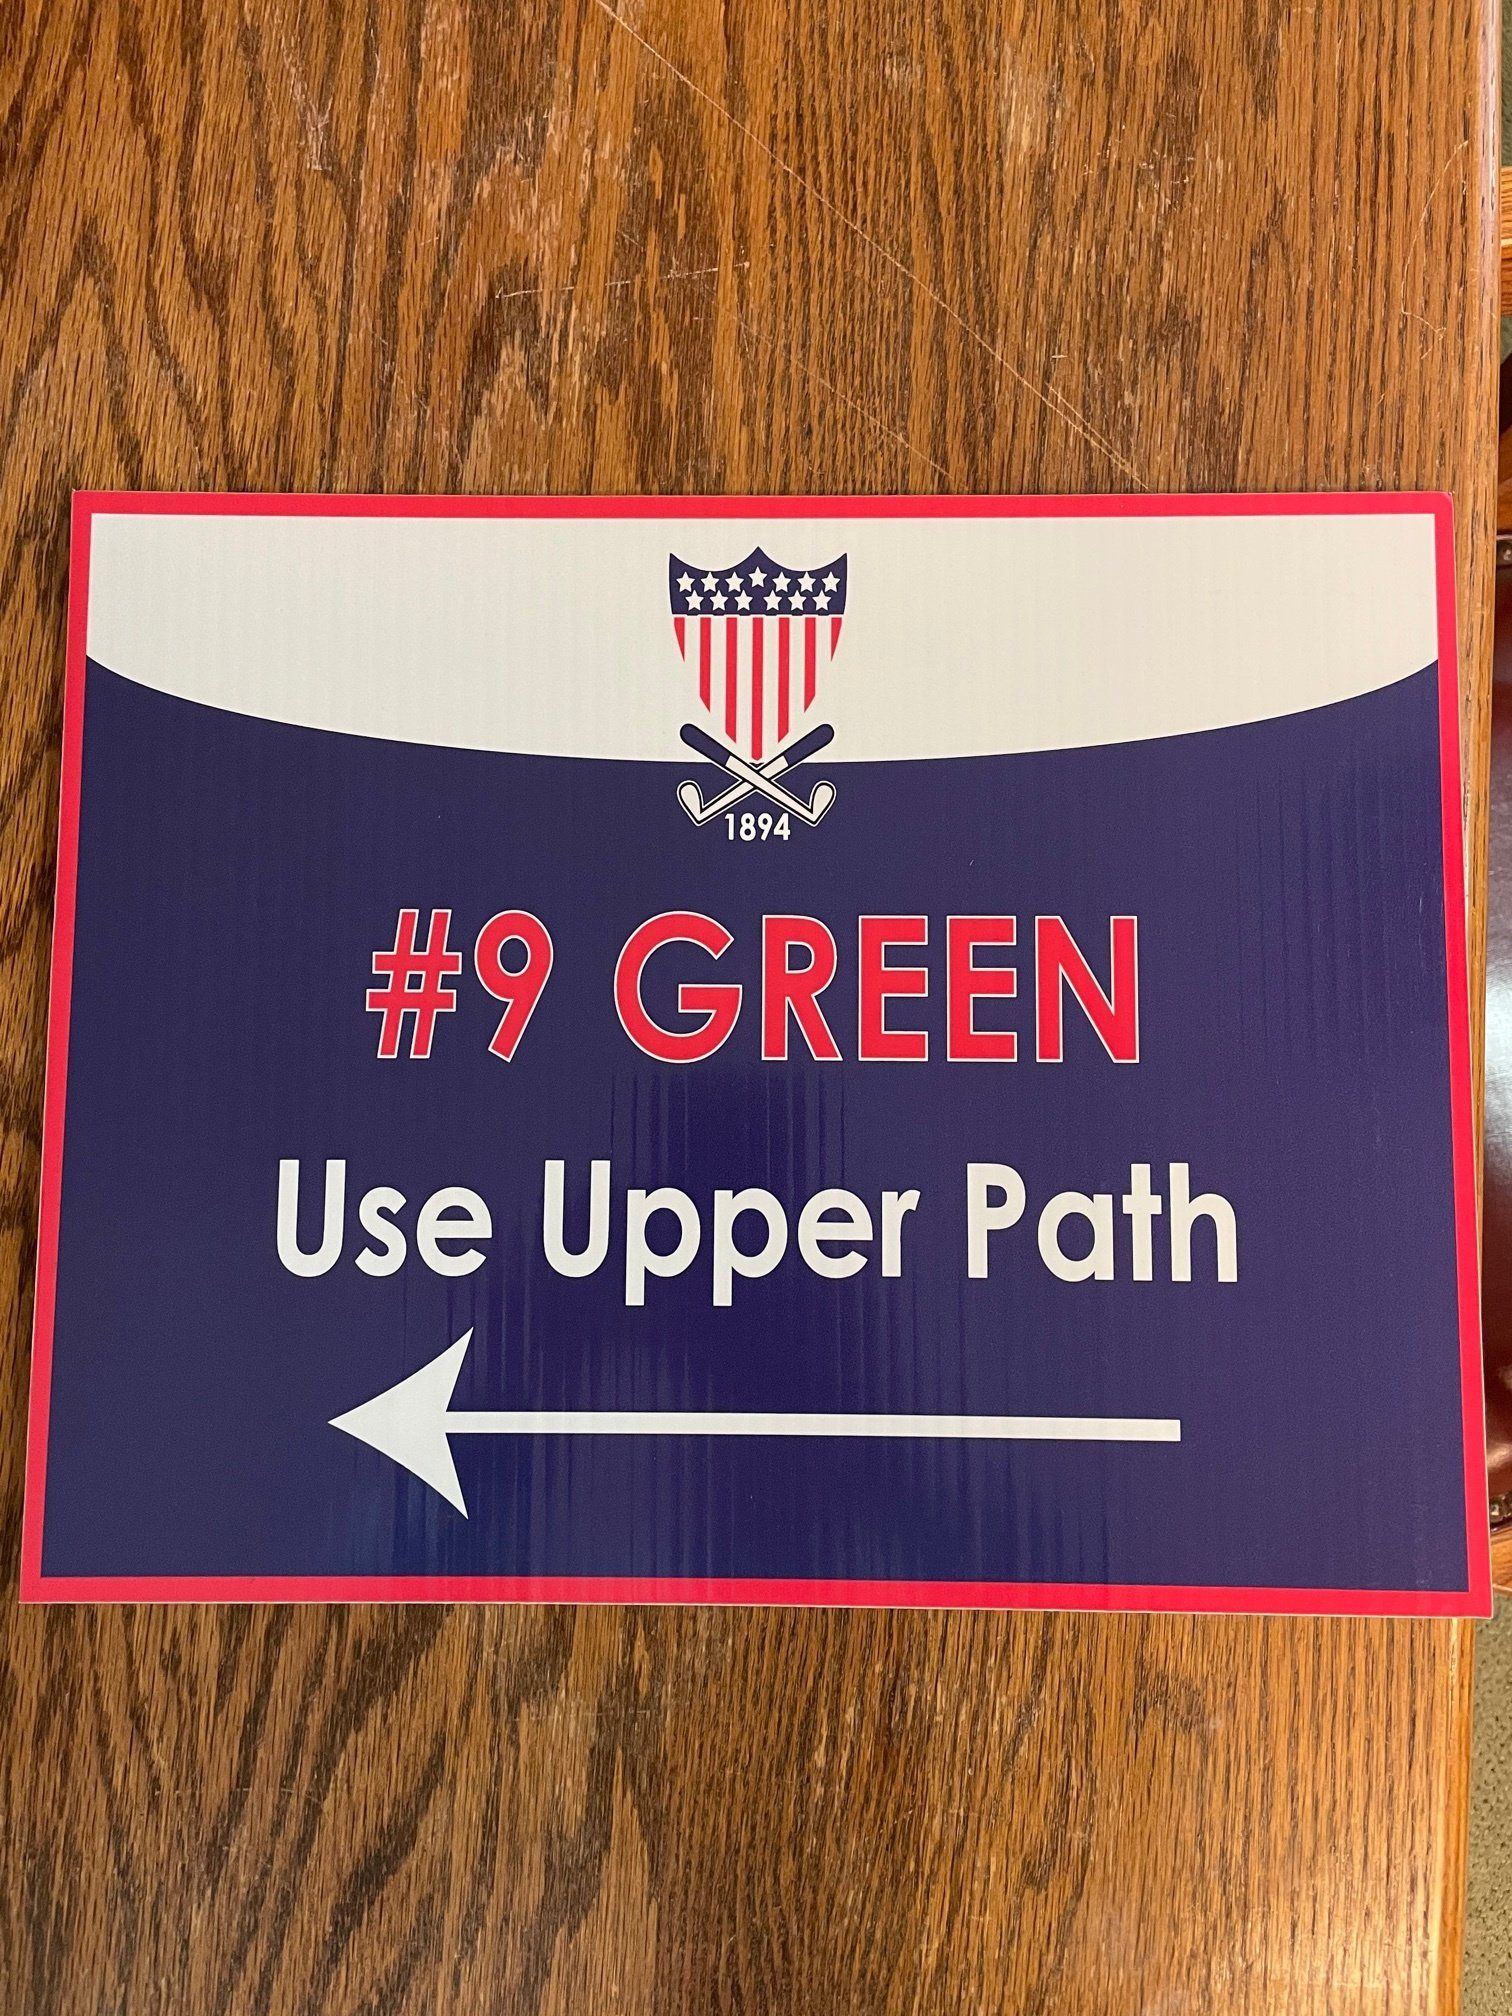 1894
#9 GREEN
Use Upper Path